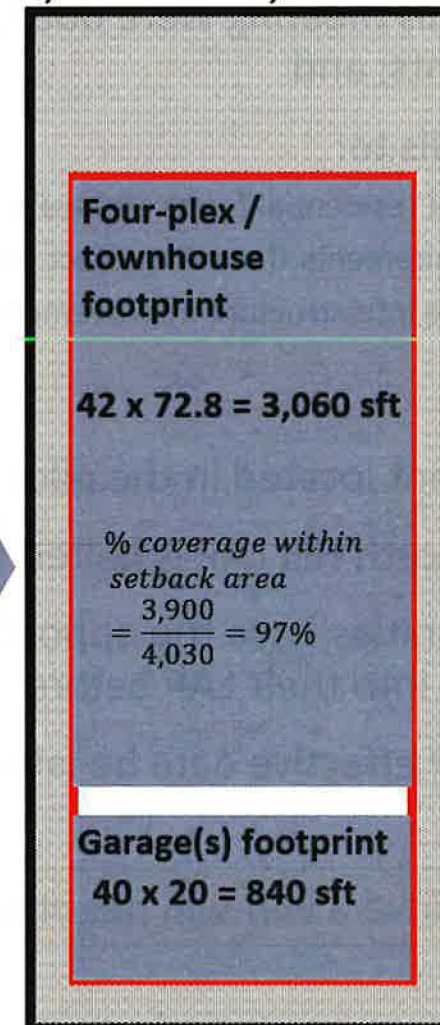 Four-plex /
townhouse
footprint
42 x 72.8 = 3,060 sft
% coverage within
setback area
= 3,900 / 4,030 = 97%
Garage(s) footprint
40 x 20 = 840 sft